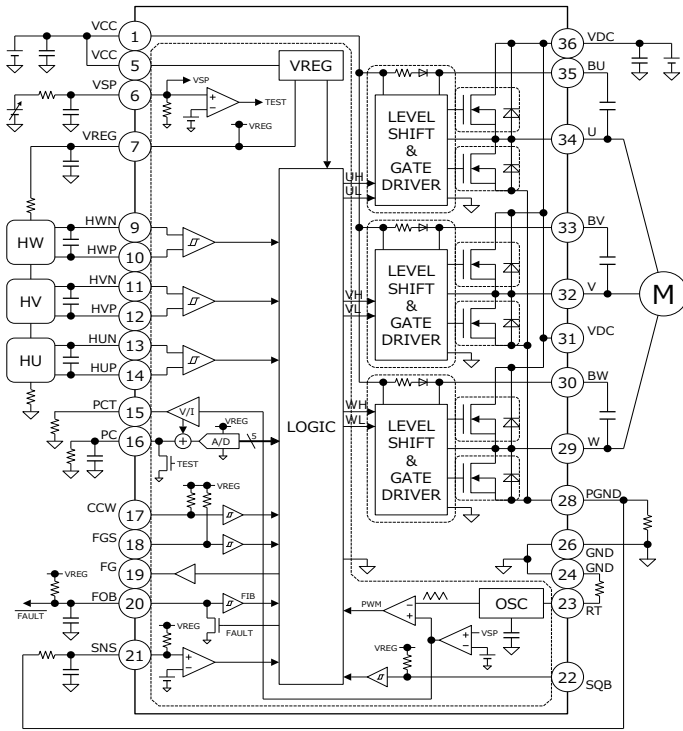 VCC 1
VCC 5
VSP 6
VREG 7
HWN 9
HWP 10
HVN 11
HVP 12
HUN 13
HUP 14
PCT 15
PC 16
CCW 17
FGS 18
FG 19
FOB 20
SNS 21
HW
HV
HU
FAULT
VREG
VSP
TEST
VREG
V/I
VREG
A/D
5
TEST
VREG
VREG
FIB
FAULT
VREG
VREG
LOGIC
UH
UL
VH
VL
WH
WL
LEVEL
SHIFT
&
GATE
DRIVER
LEVEL
SHIFT
&
GATE
DRIVER
LEVEL
SHIFT
&
GATE
DRIVER
PWM
OSC
VSP
VREG
36 VDC
35 BU
34 U
33 BV
32 V
31 VDC
30 BW
29 W
28 PGND
26 GND
24 GND
23 RT
22 SQB
M